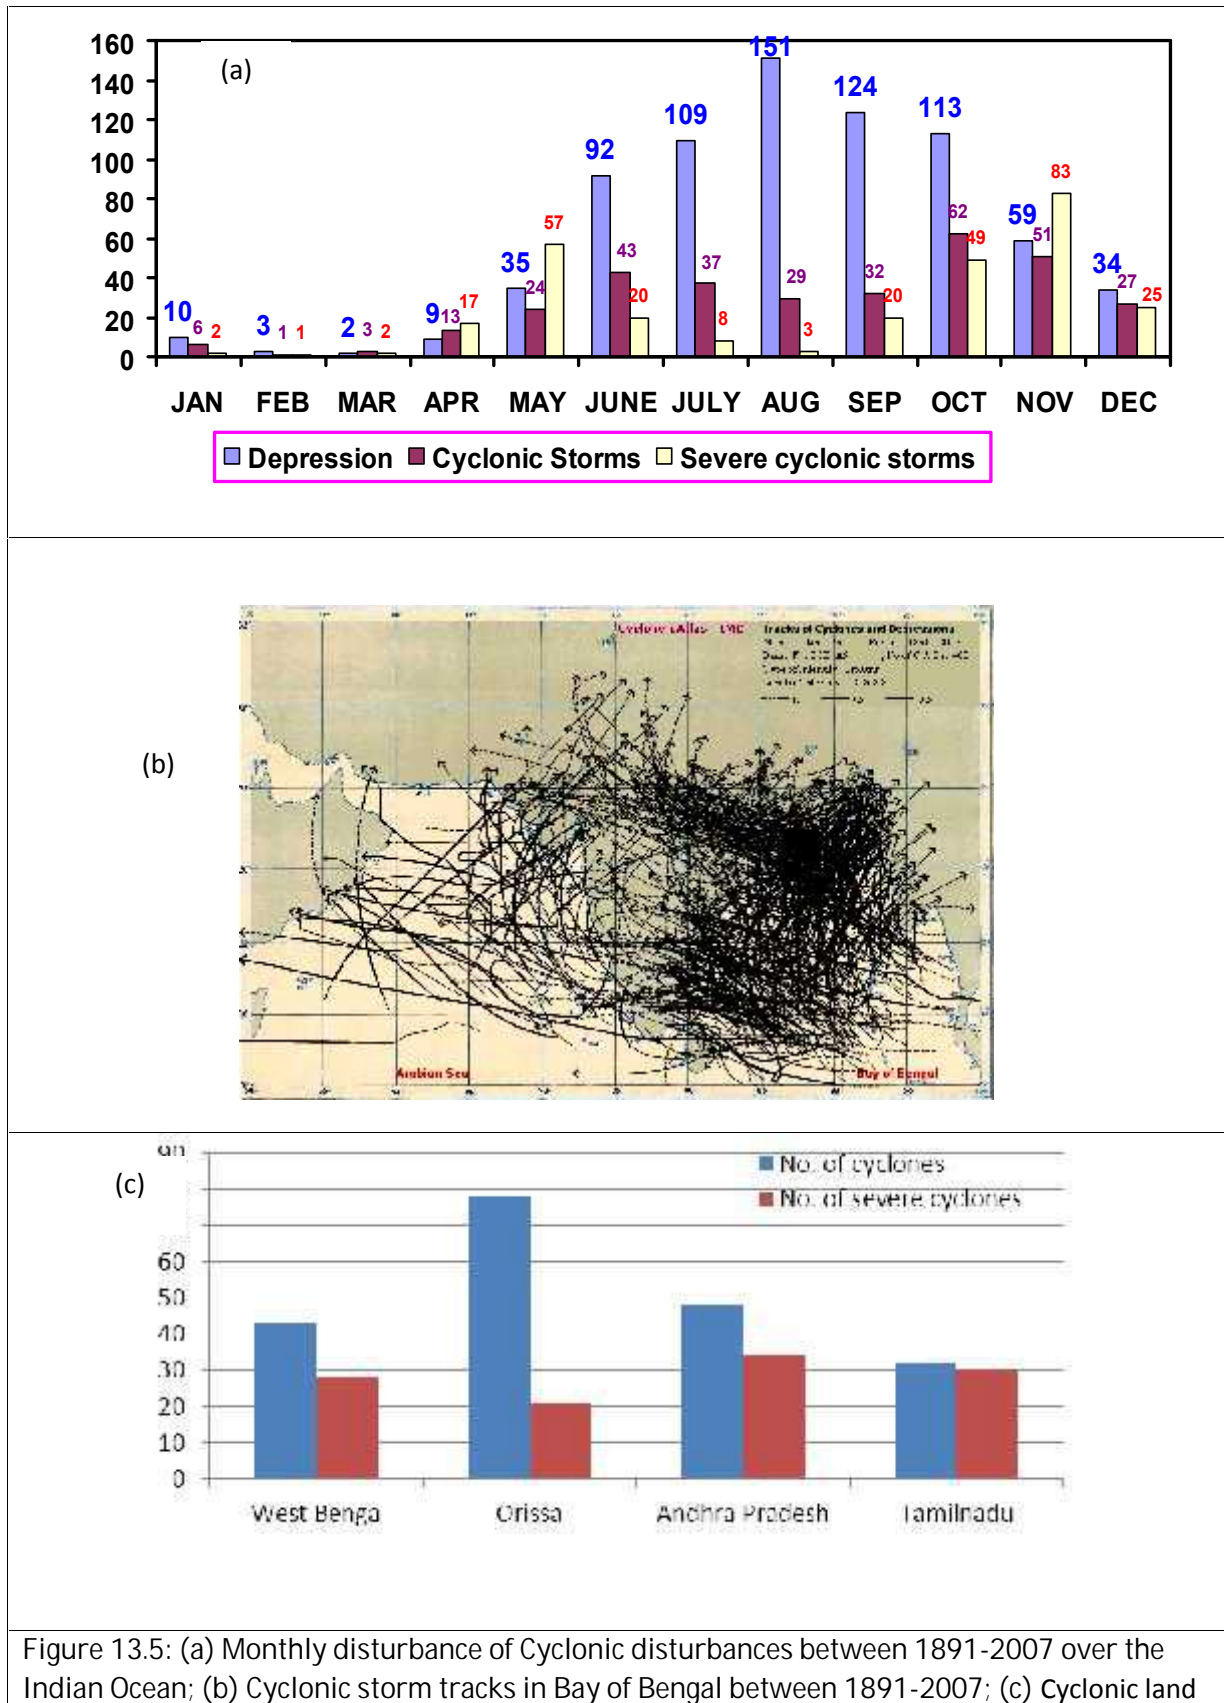 160
140
120
100
80
60
40
20
0
(a)
10 6 2
3 1 1
2 3 2
9 13 17
35 24 57
92 43 20
109 37 8
151 29 3
124 32 20
113 62 49
59 51 83
34 27 25
JAN FEB MAR APR MAY JUNE JULY AUG SEP OCT NOV DEC
Depression Cyclonic Storms Severe cyclonic storms
(b)
Tracks of Cyclones and Depressions
Arabian Sea
Bay of Bengal
(c)
No. of cyclones
No. of severe cyclones
60
50
40
30
20
10
0
West Benga Orissa Andhra Pradesh Tamilnadu
Figure 13.5: (a) Monthly disturbance of Cyclonic disturbances between 1891-2007 over the
Indian Ocean; (b) Cyclonic storm tracks in Bay of Bengal between 1891-2007; (c) Cyclonic land